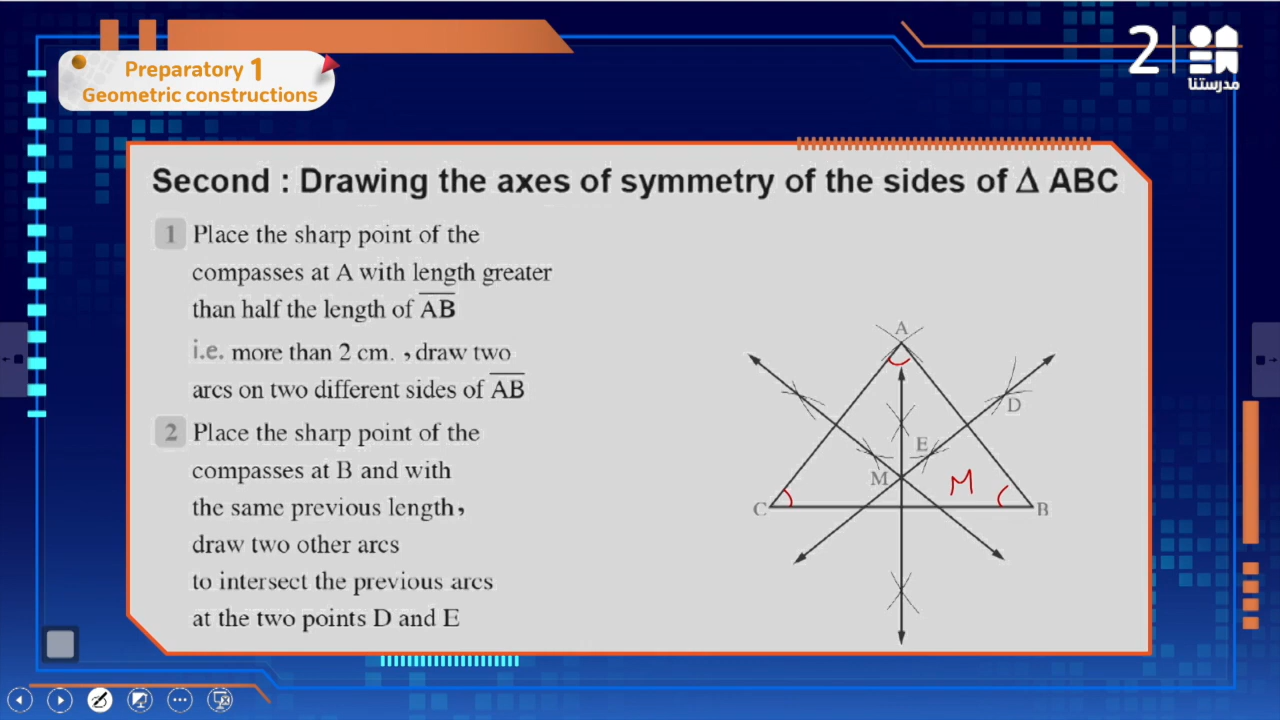 Preparatory 1
Geometric constructions
2
مدرستنا
Second : Drawing the axes of symmetry of the sides of Δ ABC
1 Place the sharp point of the
compasses at A with length greater
than half the length of A͞B͞
i.e. more than 2 cm. , draw two
arcs on two different sides of A͞B͞
2 Place the sharp point of the
compasses at B and with
the same previous length,
draw two other arcs
to intersect the previous arcs
at the two points D and E
A
D
E
M
M
C
B